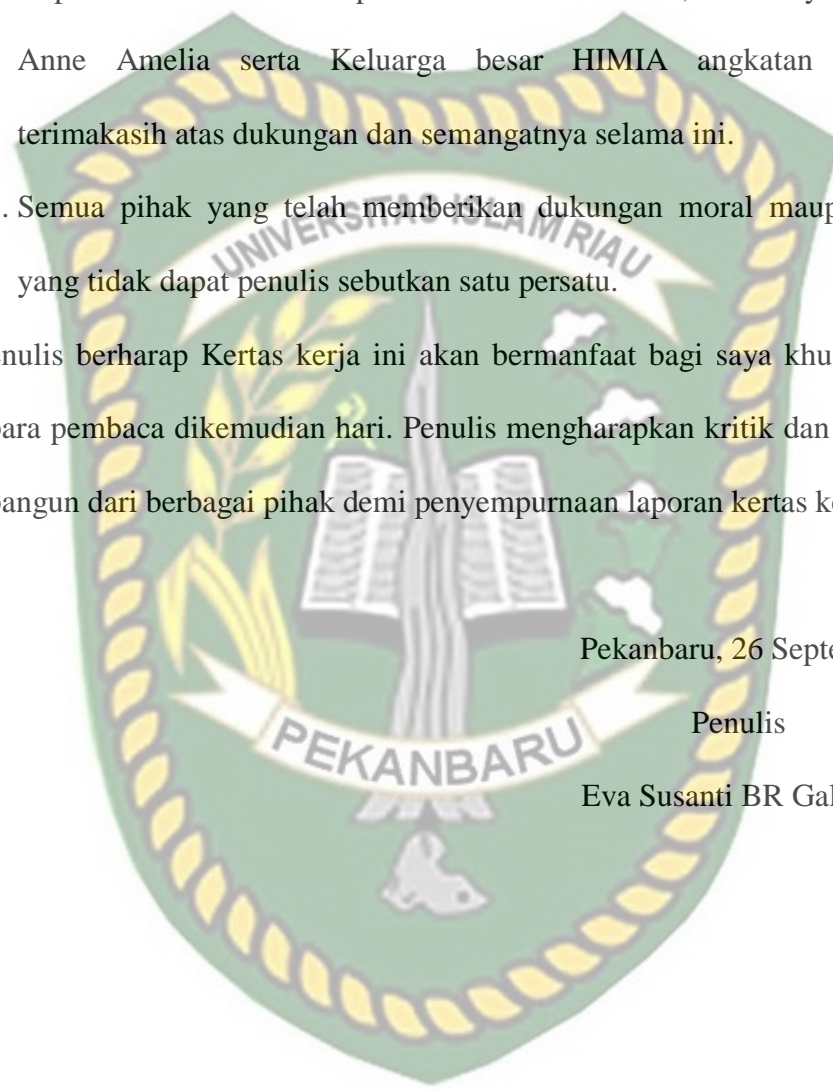 Anne Amelia serta Keluarga besar HIMIA angkatan
terimakasih atas dukungan dan semangatnya selama ini.
. Semua pihak yang telah memberikan dukungan moral
yang tidak dapat penulis sebutkan satu persatu.
UNIVERSITAS ISLAM RIAU
berharap Kertas kerja ini akan bermanfaat bagi saya
pembaca dikemudian hari. Penulis mengharapkan kritik dan
dari berbagai pihak demi penyempurnaan laporan kertas
Pekanbaru, 26
Penulis
Eva Susanti BR
PEKANBARU